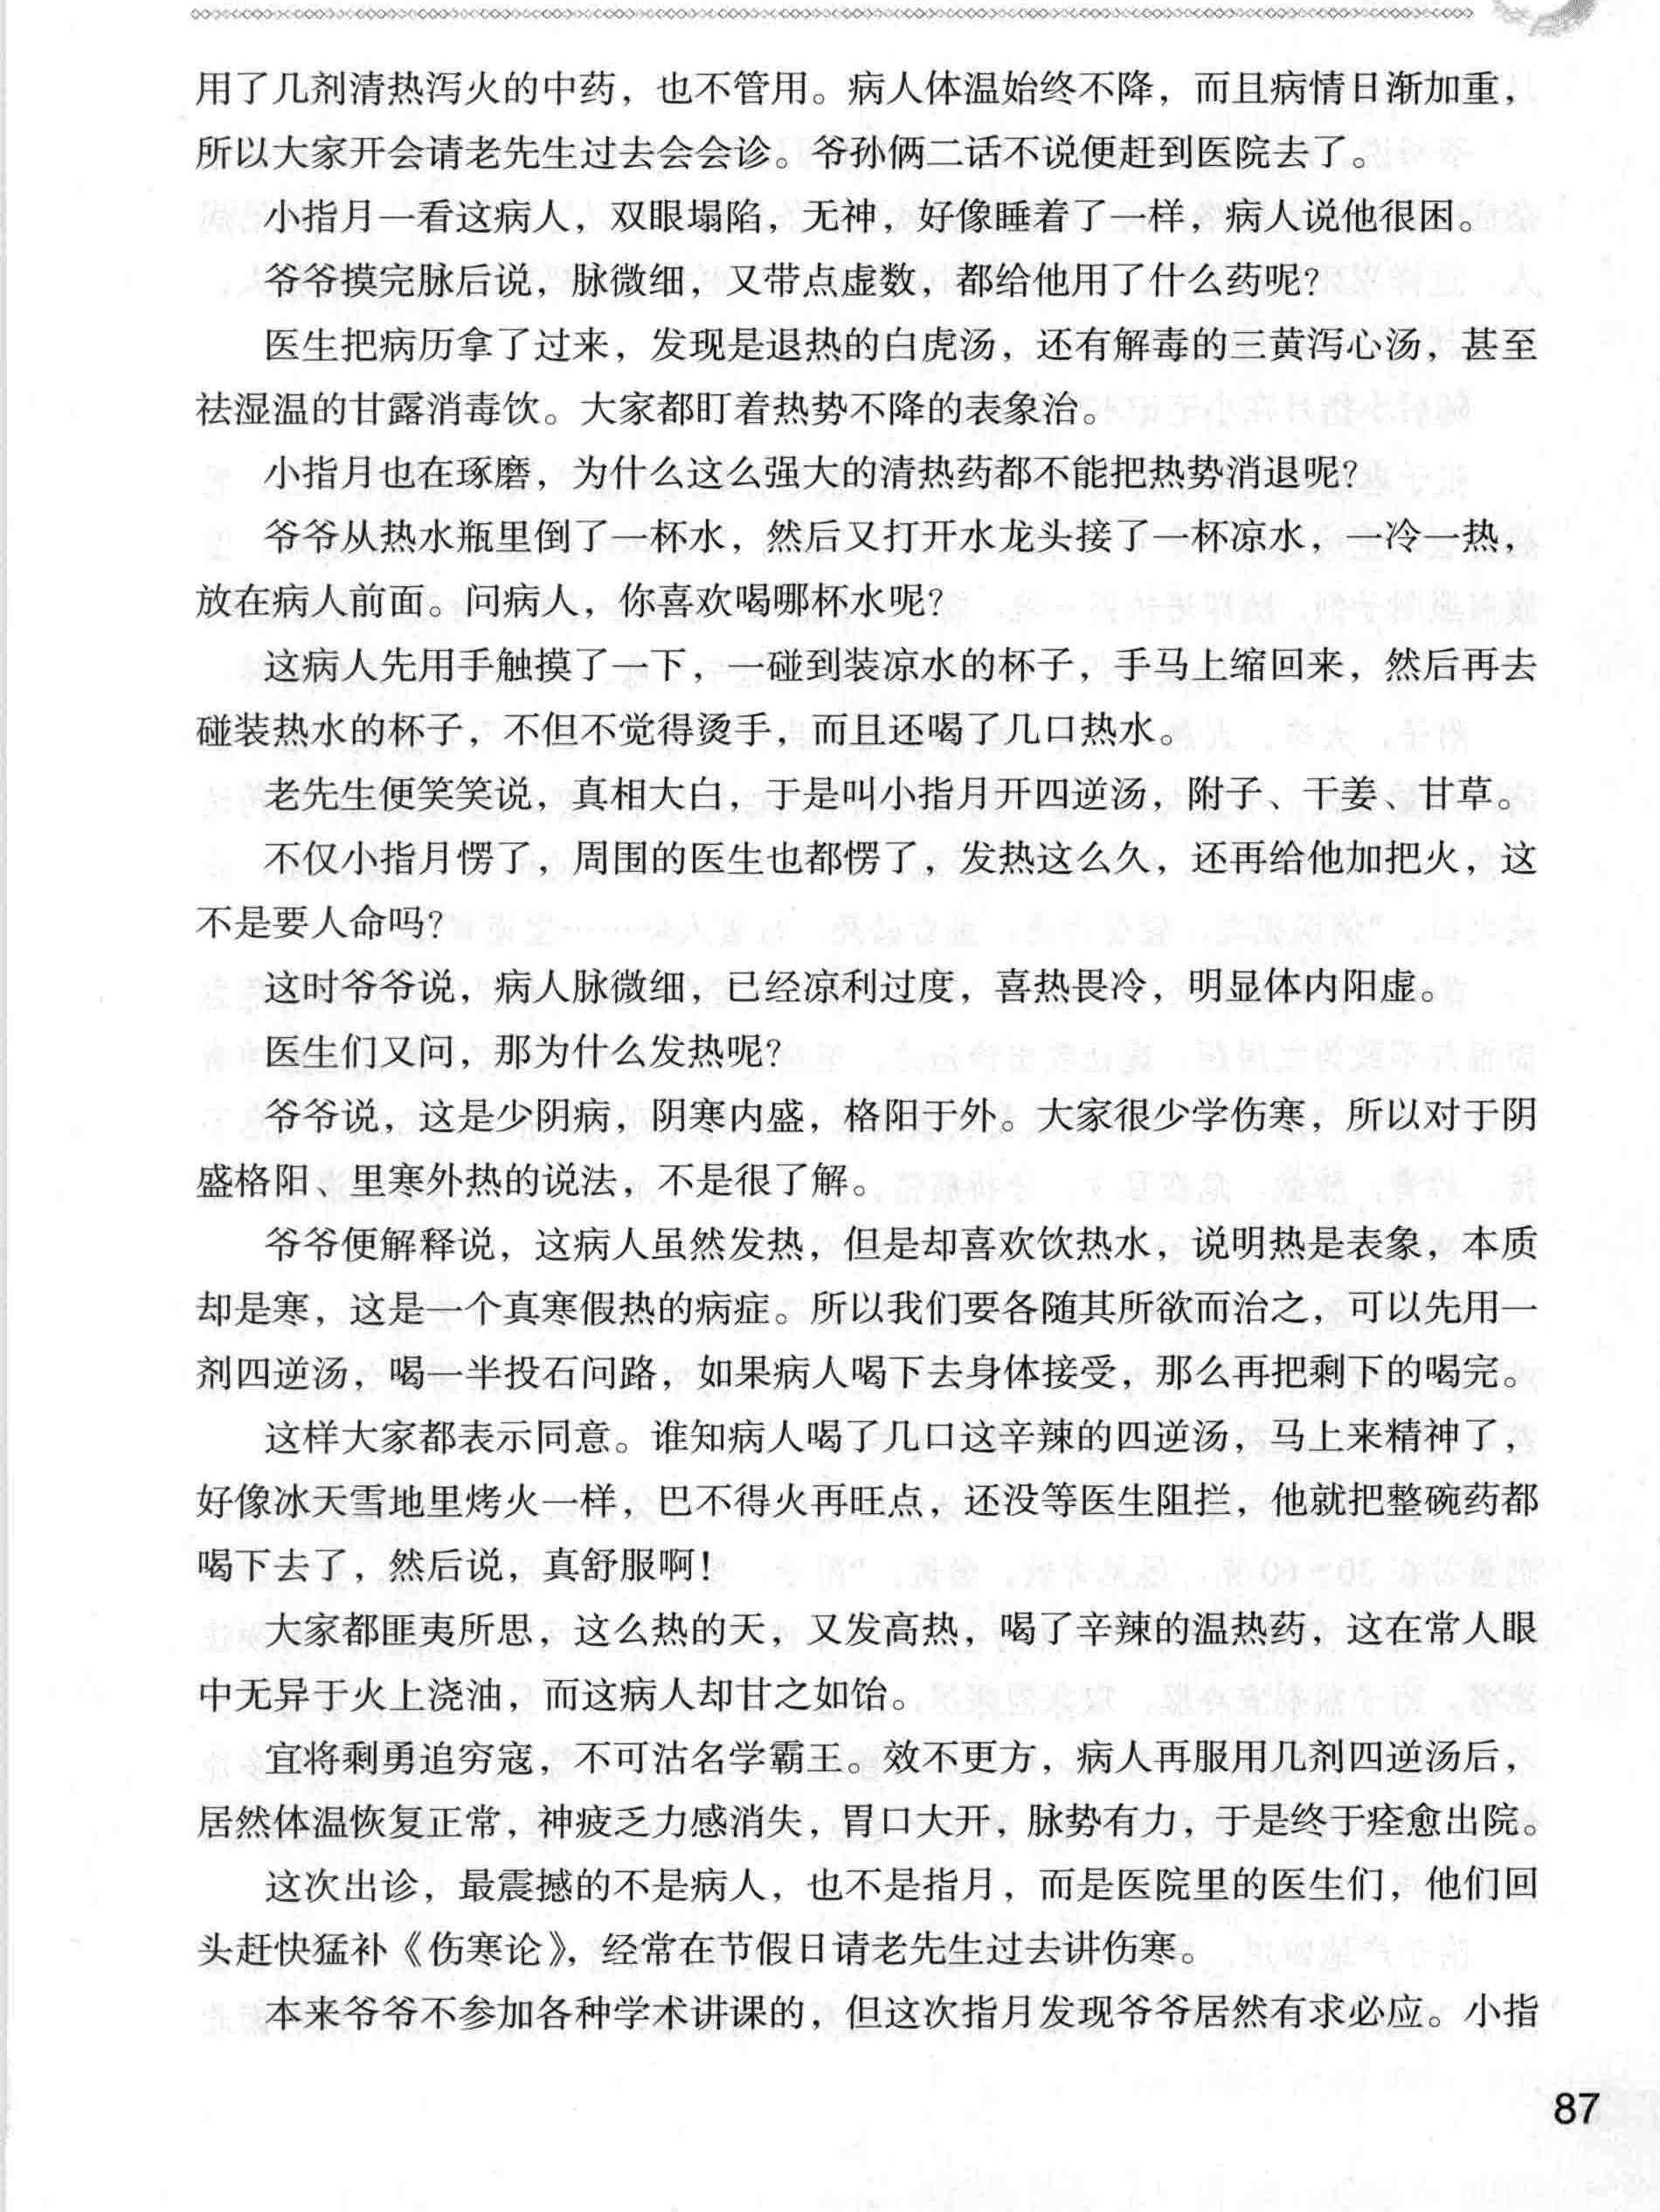 用了几剂清热泻火的中药，也不管用。病人体温始终不降，而且病情日渐加重，
所以大家开会请老先生过去会会诊。爷孙俩二话不说便赶到医院去了。
小指月一看这病人，双眼塌陷，无神，好像睡着了一样，病人说他很困。
爷爷摸完脉后说，脉微细，又带点虚数，都给他用了什么药呢？
医生把病历拿了过来，发现是退热的白虎汤，还有解毒的三黄泻心汤，甚至
祛湿温的甘露消毒饮。大家都盯着热势不降的表象治。
小指月也在琢磨，为什么这么强大的清热药都不能把热势消退呢？
爷爷从热水瓶里倒了一杯水，然后又打开水龙头接了一杯凉水，一冷一热，
放在病人前面。问病人，你喜欢喝哪杯水呢？
这病人先用手触摸了一下，一碰到装凉水的杯子，手马上缩回来，然后再去
碰装热水的杯子，不但不觉得烫手，而且还喝了几口热水。
老先生便笑笑说，真相大白，于是叫小指月开四逆汤，附子、干姜、甘草。
不仅小指月愣了，周围的医生也都愣了，发热这么久，还再给他加把火，这
不是要人命吗？
这时爷爷说，病人脉微细，已经凉利过度，喜热畏冷，明显体内阳虚。
医生们又问，那为什么发热呢？
爷爷说，这是少阴病，阴寒内盛，格阳于外。大家很少学伤寒，所以对于阴
盛格阳、里寒外热的说法，不是很了解。
爷爷便解释说，这病人虽然发热，但是却喜欢饮热水，说明热是表象，本质
却是寒，这是一个真寒假热的病症。所以我们要各随其所欲而治之，可以先用一
剂四逆汤，喝一半投石问路，如果病人喝下去身体接受，那么再把剩下的喝完。
这样大家都表示同意。谁知病人喝了几口这辛辣的四逆汤，马上来精神了，
好像冰天雪地里烤火一样，巴不得火再旺点，还没等医生阻拦，他就把整碗药都
喝下去了，然后说，真舒服啊！
大家都匪夷所思，这么热的天，又发高热，喝了辛辣的温热药，这在常人眼
中无异于火上浇油，而这病人却甘之如饴。
宜将剩勇追穷寇，不可沽名学霸王。效不更方，病人再服用几剂四逆汤后，
居然体温恢复正常，神疲乏力感消失，胃口大开，脉势有力，于是终于痊愈出院。
这次出诊，最震撼的不是病人，也不是指月，而是医院里的医生们，他们回
头赶快猛补《伤寒论》，经常在节假日请老先生过去讲伤寒。
本来爷爷不参加各种学术讲课的，但这次指月发现爷爷居然有求必应。小指
87